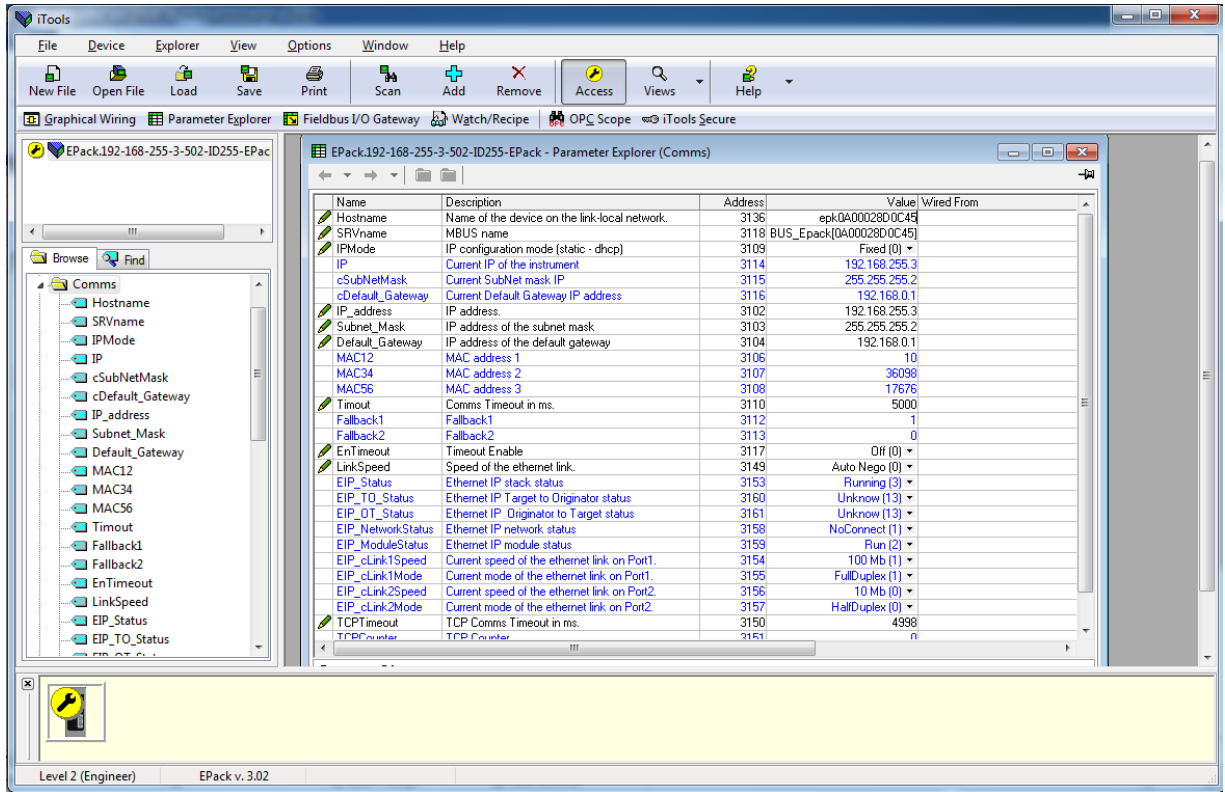 iTools
File Device Explorer View Options Window Help
New File Open File Load Save Print Scan Add Remove Access Views Help
Graphical Wiring Parameter Explorer Fieldbus I/O Gateway Watch/Recipe OPC Scope iTools Secure
EPack.192-168-255-3-502-ID255-EPac
Browse Find
Comms
Hostname
SRVname
IPMode
IP
cSubNetMask
cDefault_Gateway
IP_address
Subnet_Mask
Default_Gateway
MAC12
MAC34
MAC56
Timout
Fallback1
Fallback2
EnTimeout
LinkSpeed
EIP_Status
EIP_TO_Status
EPack.192-168-255-3-502-ID255-EPack - Parameter Explorer (Comms)
Name Description Address Value Wired From
Hostname Name of the device on the link-local network. 3136 epk0A00028D0C45
SRVname MBUS name 3118 BUS_Epack[0A00028D0C45]
IPMode IP configuration mode (static - dhcp) 3109 Fixed (0)
IP Current IP of the instrument 3114 192.168.255.3
cSubNetMask Current SubNet mask IP 3115 255.255.255.2
cDefault_Gateway Current Default Gateway IP address 3116 192.168.0.1
IP_address IP address. 3102 192.168.255.3
Subnet_Mask IP address of the subnet mask 3103 255.255.255.2
Default_Gateway IP address of the default gateway 3104 192.168.0.1
MAC12 MAC address 1 3106 10
MAC34 MAC address 2 3107 36098
MAC56 MAC address 3 3108 17676
Timout Comms Timeout in ms. 3110 5000
Fallback1 Fallback1 3112 1
Fallback2 Fallback2 3113 0
EnTimeout Timeout Enable 3117 Off (0)
LinkSpeed Speed of the ethernet link. 3149 Auto Nego (0)
EIP_Status Ethernet IP stack status 3153 Running (3)
EIP_TO_Status Ethernet IP Target to Originator status 3160 Unknow (13)
EIP_OT_Status Ethernet IP Originator to Target status 3161 Unknow (13)
EIP_NetworkStatus Ethernet IP network status 3158 NoConnect (1)
EIP_ModuleStatus Ethernet IP module status 3159 Run (2)
EIP_cLink1Speed Current speed of the ethernet link on Port1. 3154 100 Mb (1)
EIP_cLink1Mode Current mode of the ethernet link on Port1. 3155 FullDuplex (1)
EIP_cLink2Speed Current speed of the ethernet link on Port2. 3156 10 Mb (0)
EIP_cLink2Mode Current mode of the ethernet link on Port2. 3157 HalfDuplex (0)
TCPTimeout TCP Comms Timeout in ms. 3150 4998
TCPCounter TCP Counter 3151 0
Level 2 (Engineer) EPack v. 3.02